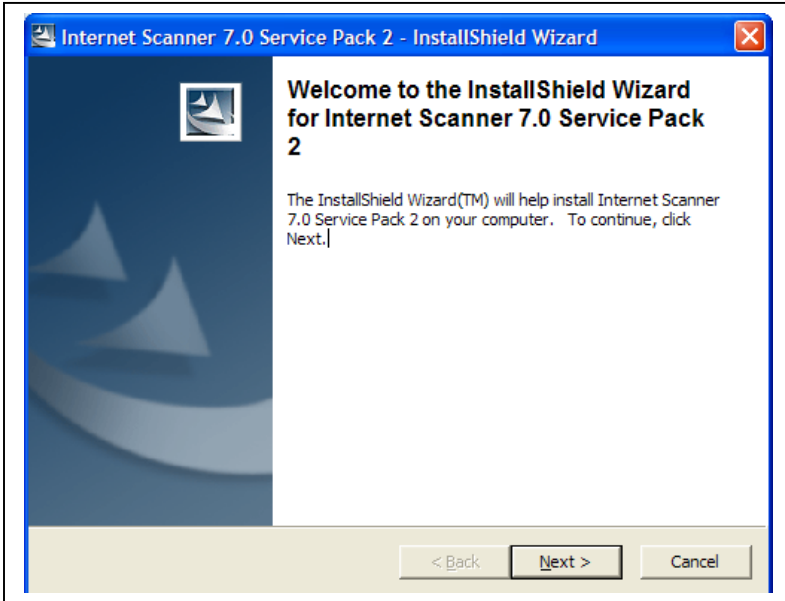 Internet Scanner 7.0 Service Pack 2 - InstallShield Wizard
Welcome to the InstallShield Wizard
for Internet Scanner 7.0 Service Pack
2
The InstallShield Wizard(TM) will help install Internet Scanner
7.0 Service Pack 2 on your computer.   To continue, click
Next.
< Back
Next >
Cancel